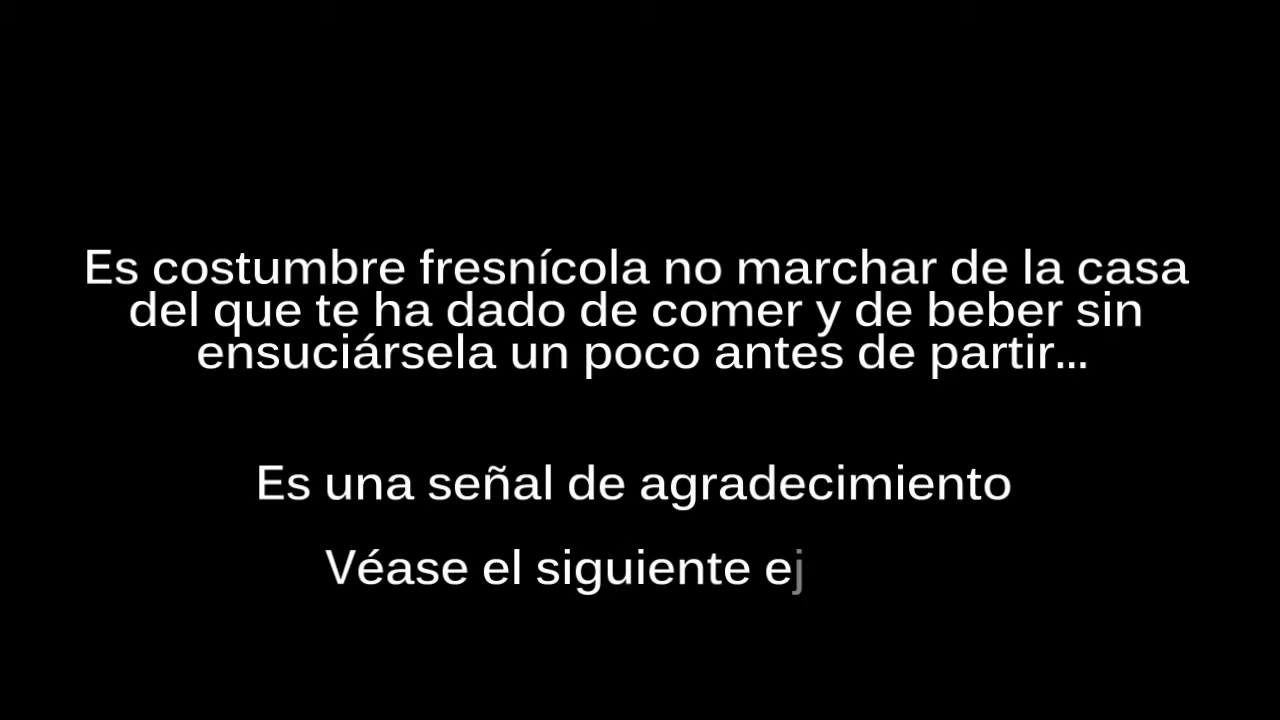 Es costumbre fresnícola no marchar de la casa
del que te ha dado de comer y de beber sin
ensuciársela un poco antes de partir...
Es una señal de agradecimiento
Véase el siguiente ej